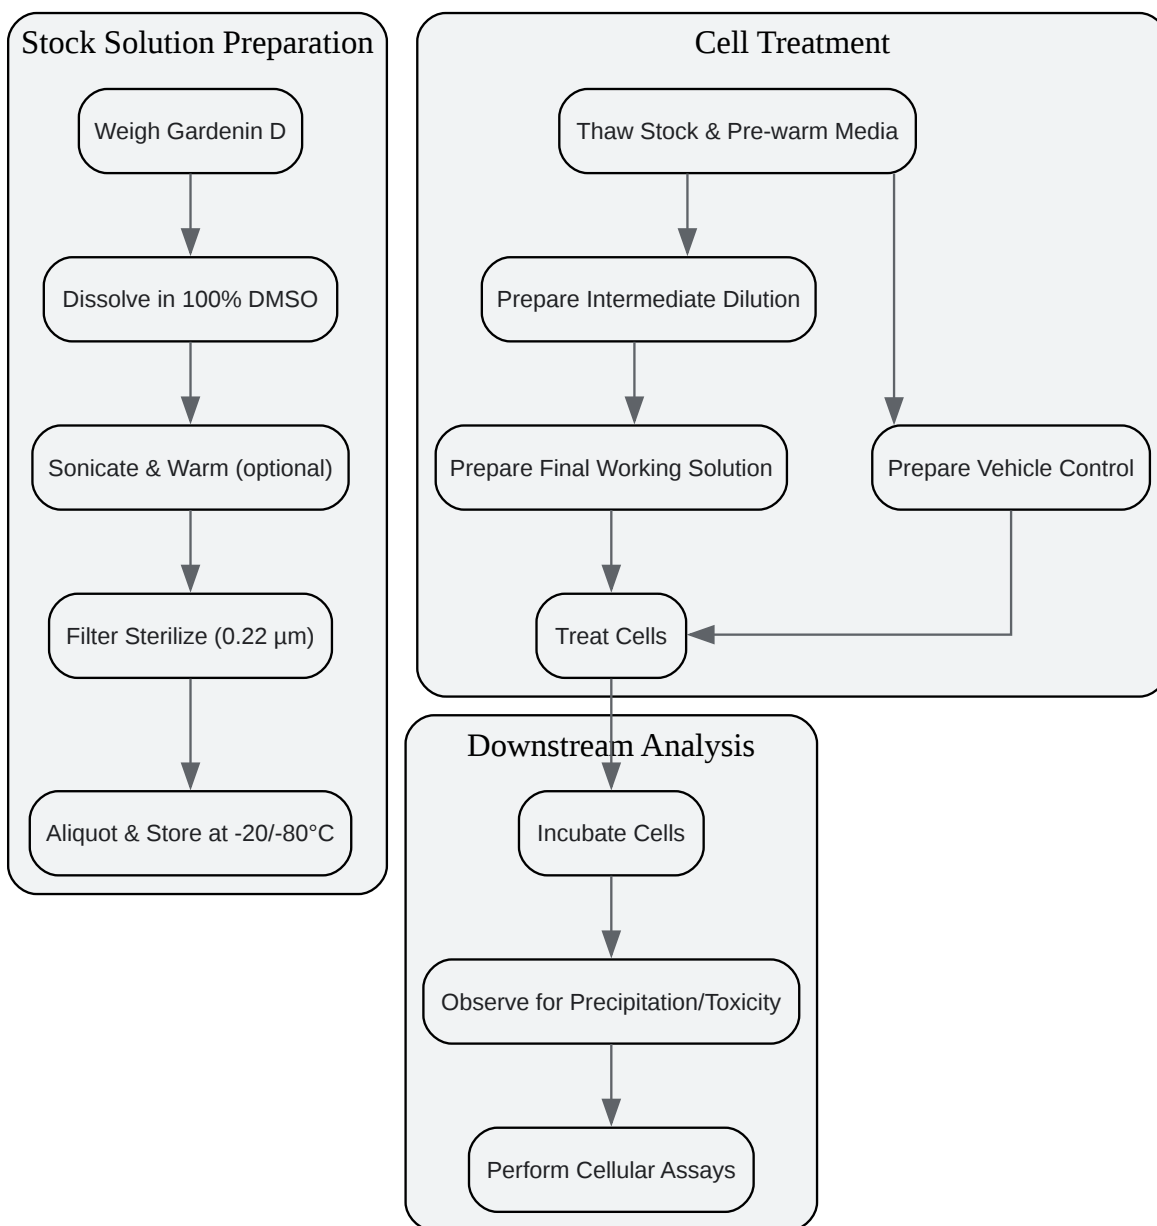 Stock Solution Preparation
Weigh Gardenin D
Dissolve in 100% DMSO
Sonicate & Warm (optional)
Filter Sterilize (0.22 µm)
Aliquot & Store at -20/-80°C
Cell Treatment
Thaw Stock & Pre-warm Media
Prepare Intermediate Dilution
Prepare Final Working Solution
Prepare Vehicle Control
Treat Cells
Downstream Analysis
Incubate Cells
Observe for Precipitation/Toxicity
Perform Cellular Assays